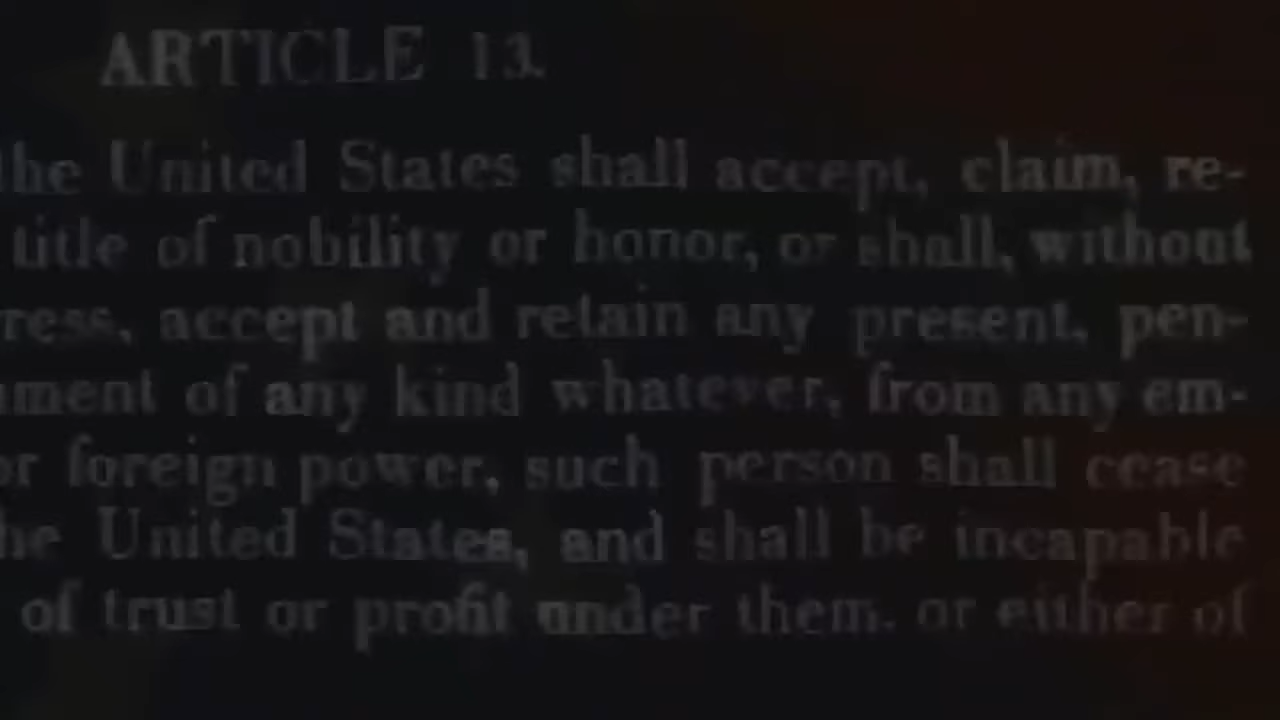 ARTICLE 13.
the United States shall accept, claim, re-
title of nobility or honor, or shall, without
ress, accept and retain any present, pen-
ment of any kind whatever, from any em-
or foreign power, such person shall cease
he United States, and shall be incapable
of trust or profit under them. or either of